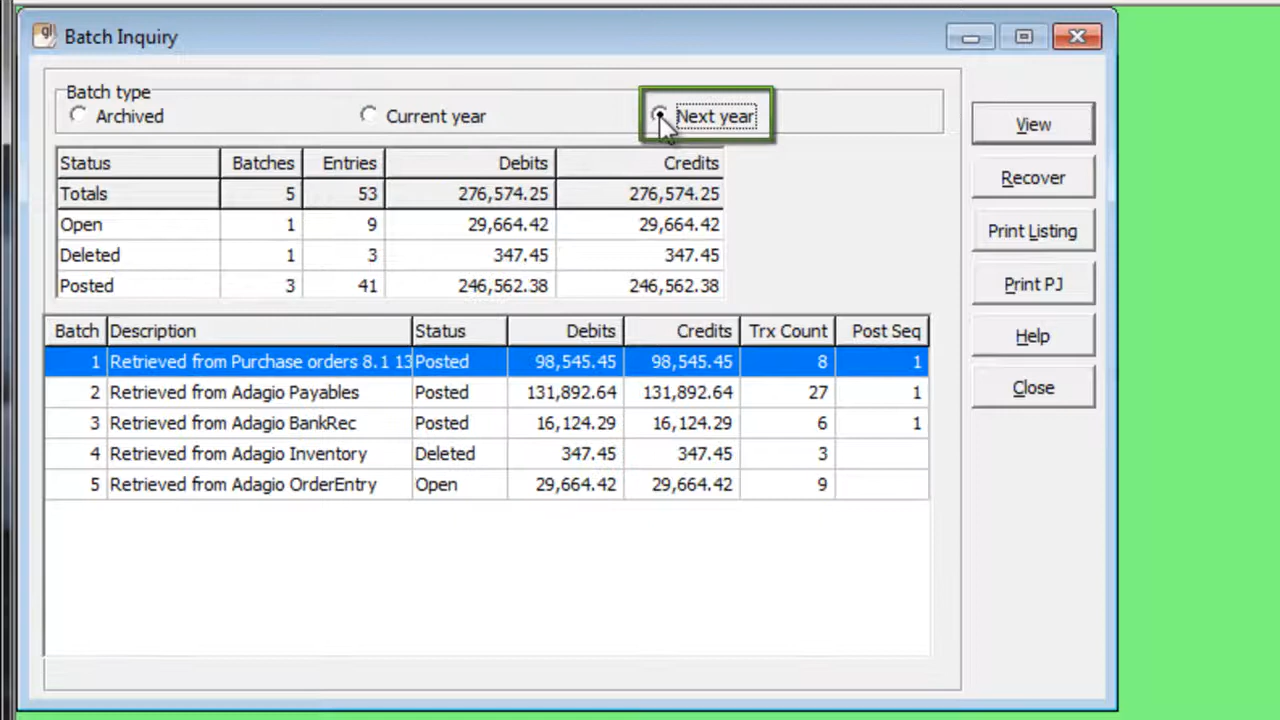 gl Batch Inquiry
Batch type
Archived Current year Next year
Status Batches Entries Debits Credits
Totals 5 53 276,574.25 276,574.25
Open 1 9 29,664.42 29,664.42
Deleted 1 3 347.45 347.45
Posted 3 41 246,562.38 246,562.38
Batch Description Status Debits Credits Trx Count Post Seq
1 Retrieved from Purchase orders 8.1 13 Posted 98,545.45 98,545.45 8 1
2 Retrieved from Adagio Payables Posted 131,892.64 131,892.64 27 1
3 Retrieved from Adagio BankRec Posted 16,124.29 16,124.29 6 1
4 Retrieved from Adagio Inventory Deleted 347.45 347.45 3
5 Retrieved from Adagio OrderEntry Open 29,664.42 29,664.42 9
View
Recover
Print Listing
Print PJ
Help
Close